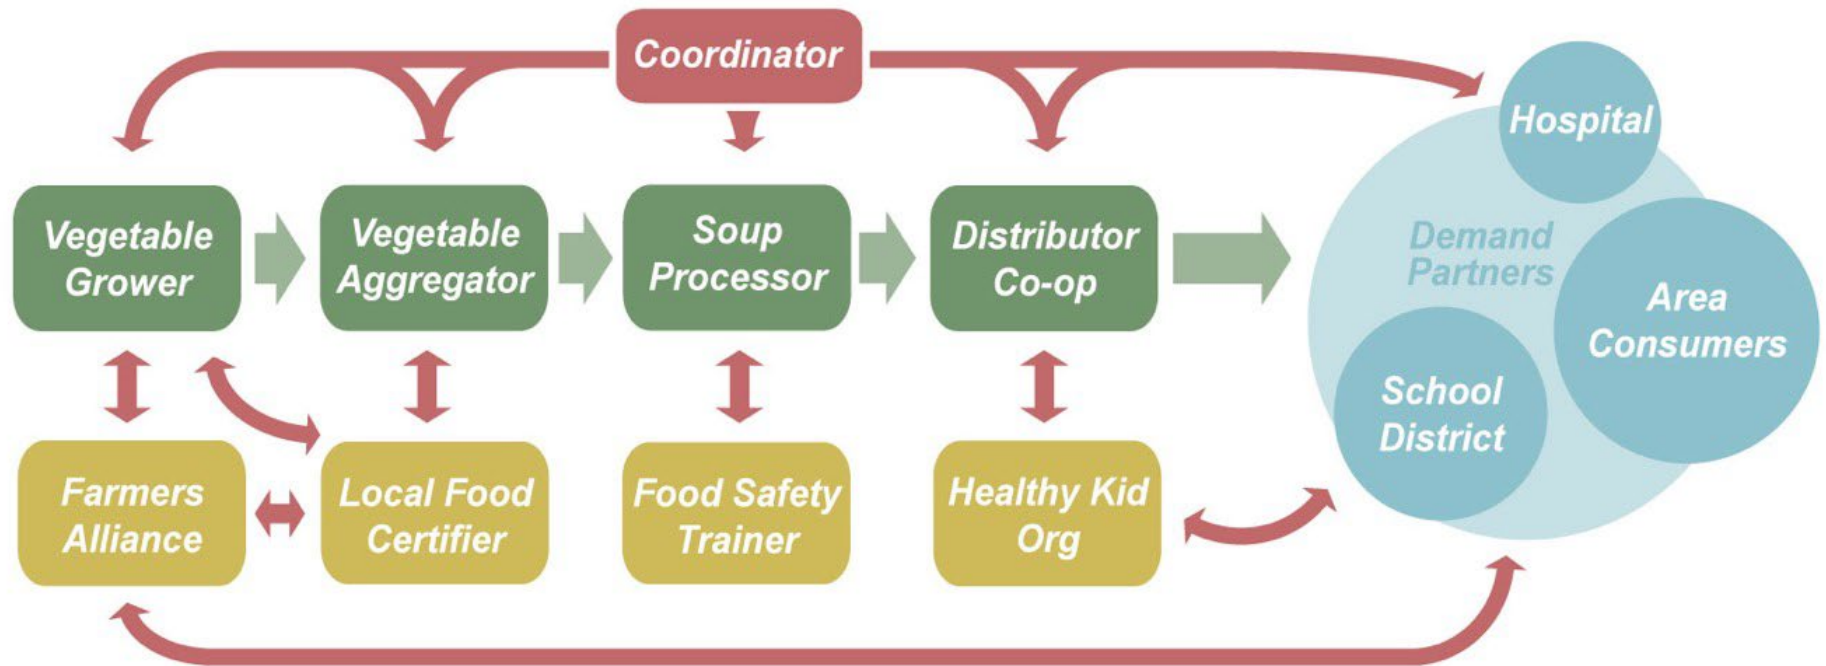 Coordinator
Hospital
Vegetable
Grower
Vegetable
Aggregator
Soup
Processor
Distributor
Co-op
Demand
Partners
Area
Consumers
School
District
Farmers
Alliance
Local Food
Certifier
Food Safety
Trainer
Healthy Kid
Org